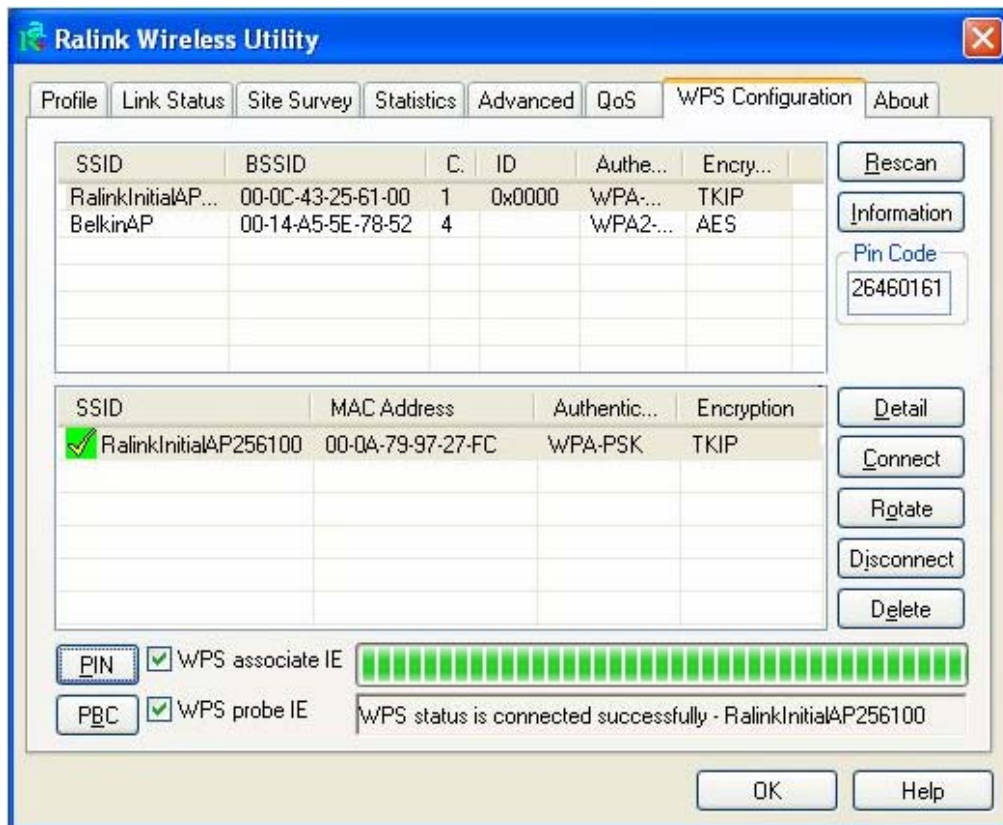 Ralink Wireless Utility
Profile Link Status Site Survey Statistics Advanced QoS WPS Configuration About
SSID BSSID C. ID Authe... Encry...
RalinkInitialAP... 00-0C-43-25-61-00 1 0x0000 WPA-... TKIP
BelkinAP 00-14-A5-5E-78-52 4 WPA2-... AES
Rescan
Information
Pin Code
26460161
SSID MAC Address Authentic... Encryption
RalinkInitialAP256100 00-0A-79-97-27-FC WPA-PSK TKIP
Detail
Connect
Rotate
Disconnect
Delete
PIN WPS associate IE
PBC WPS probe IE WPS status is connected successfully - RalinkInitialAP256100
OK Help